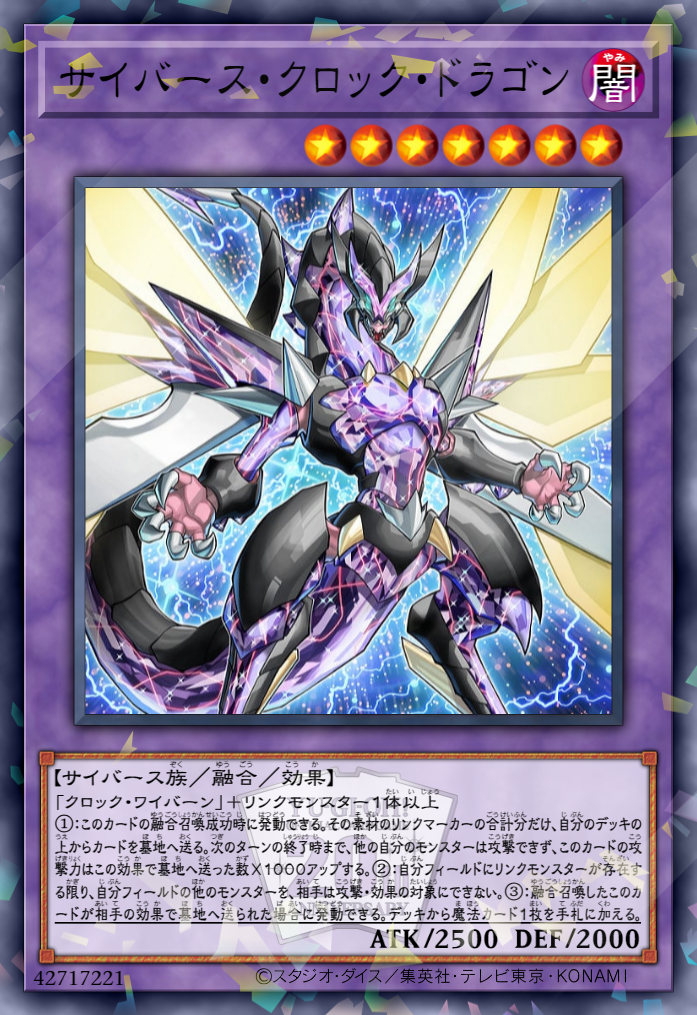 サイバース・クロック・ドラゴン
やみ
闇
【サイバース族／融合／効果】
「クロック・ワイバーン」＋リンクモンスター1体以上
①：このカードの融合召喚成功時に発動できる。その素材のリンクマーカーの合計分だけ、自分のデッキの
上からカードを墓地へ送る。次のターンの終了時まで、他の自分のモンスターは攻撃できず、このカードの攻
撃力はこの効果で墓地へ送った数×1000アップする。②：自分フィールドにリンクモンスターが存在す
る限り、自分フィールドの他のモンスターを、相手は攻撃・効果の対象にできない。③：融合召喚したこのカ
ードが相手の効果で墓地へ送られた場合に発動できる。デッキから魔法カード1枚を手札に加える。
ATK/2500 DEF/2000
42717221 ©スタジオ・ダイス／集英社・テレビ東京・KONAMI